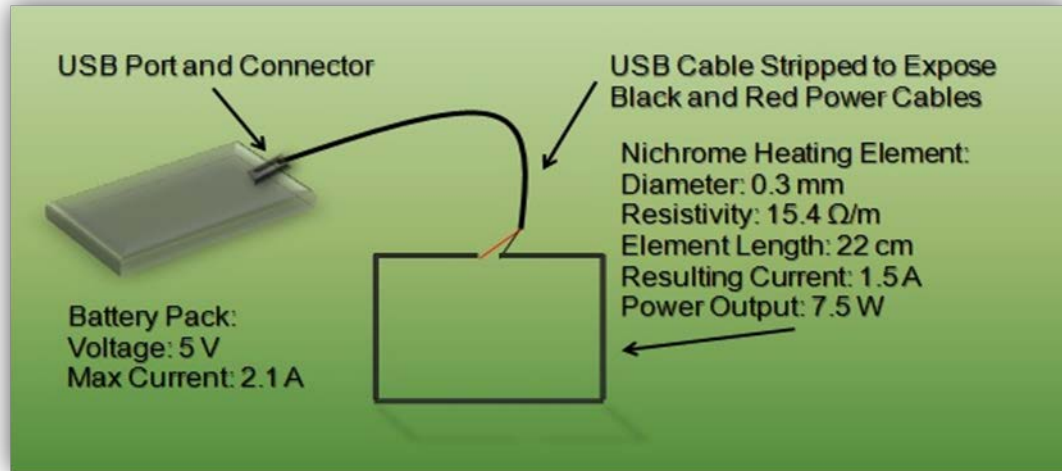 USB Port and Connector
USB Cable Stripped to Expose
Black and Red Power Cables
Nichrome Heating Element:
Diameter: 0.3 mm
Resistivity: 15.4 Ω/m
Element Length: 22 cm
Resulting Current: 1.5 A
Power Output: 7.5 W
Battery Pack:
Voltage: 5 V
Max Current: 2.1 A